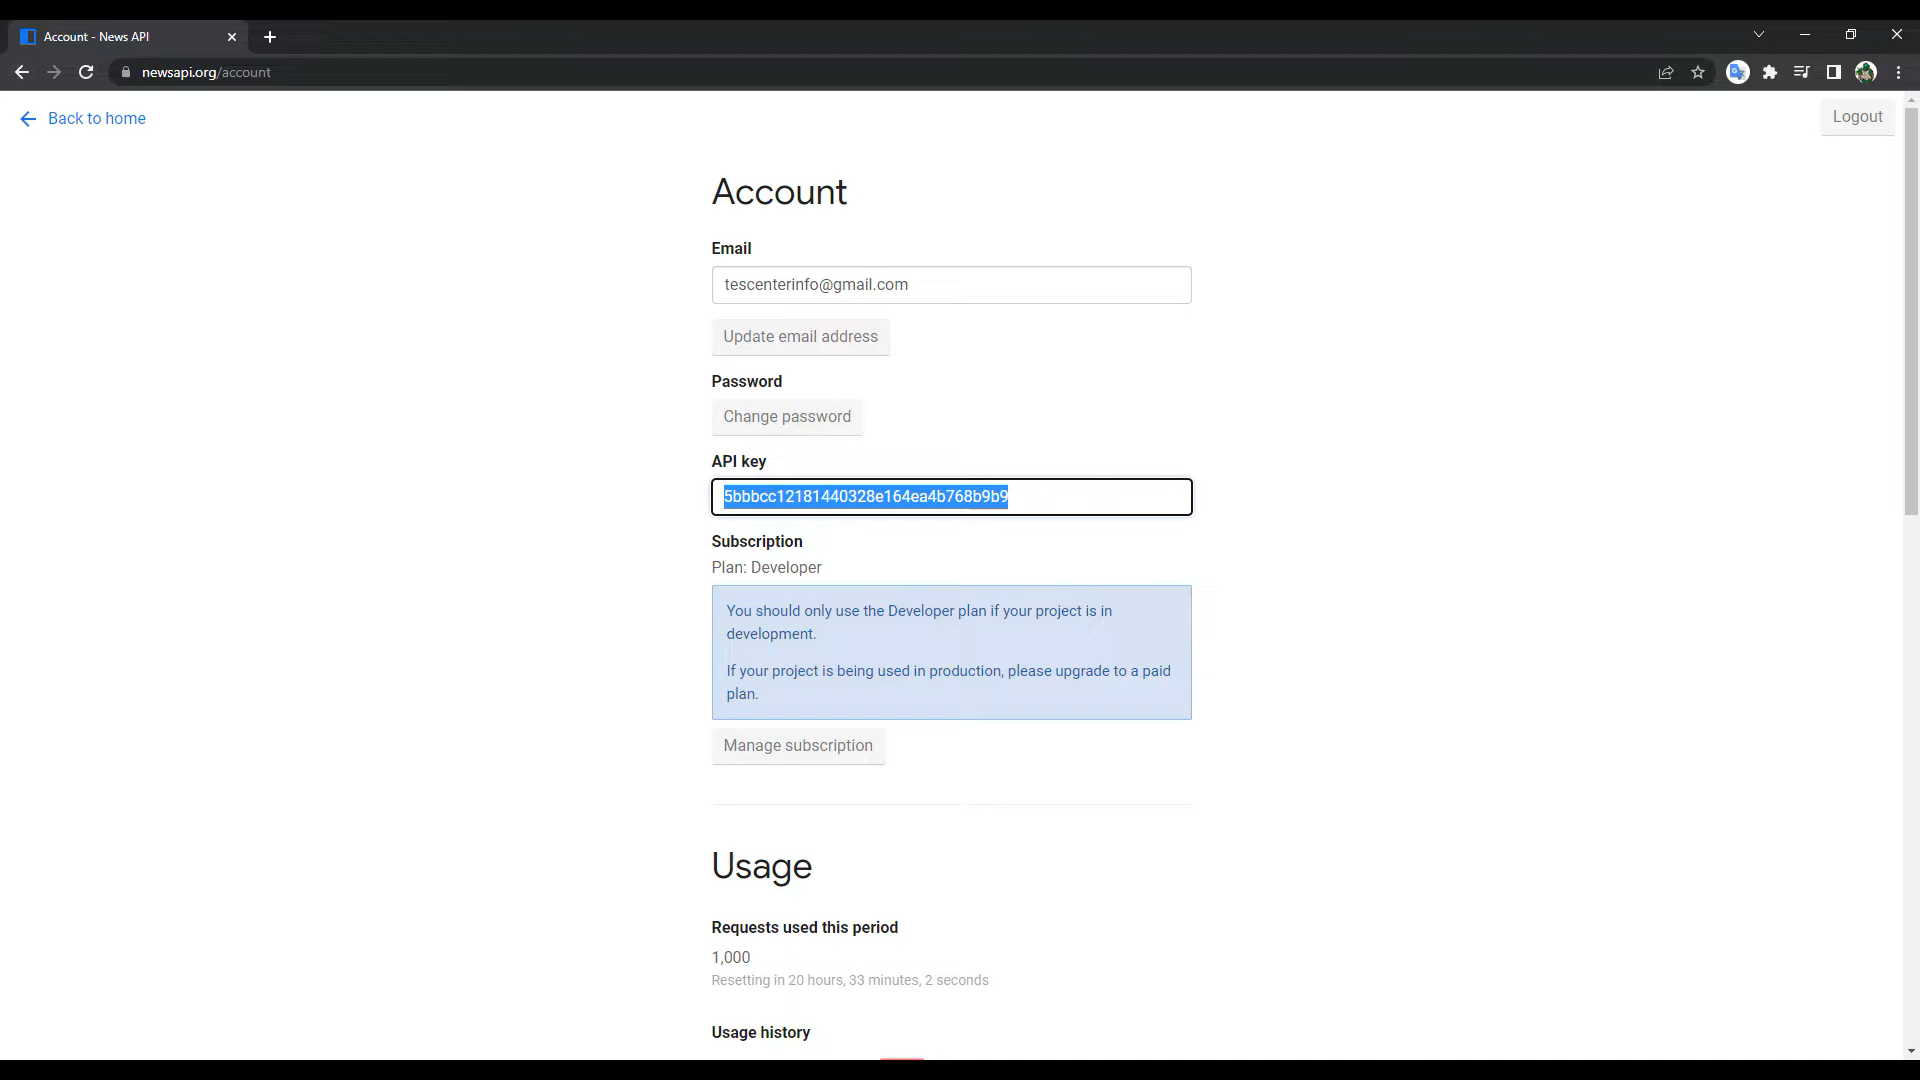 Account - News API
newsapi.org/account
Back to home
Logout
Account
Email
tescenterinfo@gmail.com
Update email address
Password
Change password
API key
5bbbcc12181440328e164ea4b768b9b9
Subscription
Plan: Developer
You should only use the Developer plan if your project is in
development.
If your project is being used in production, please upgrade to a paid
plan.
Manage subscription
Usage
Requests used this period
1,000
Resetting in 20 hours, 33 minutes, 2 seconds
Usage history